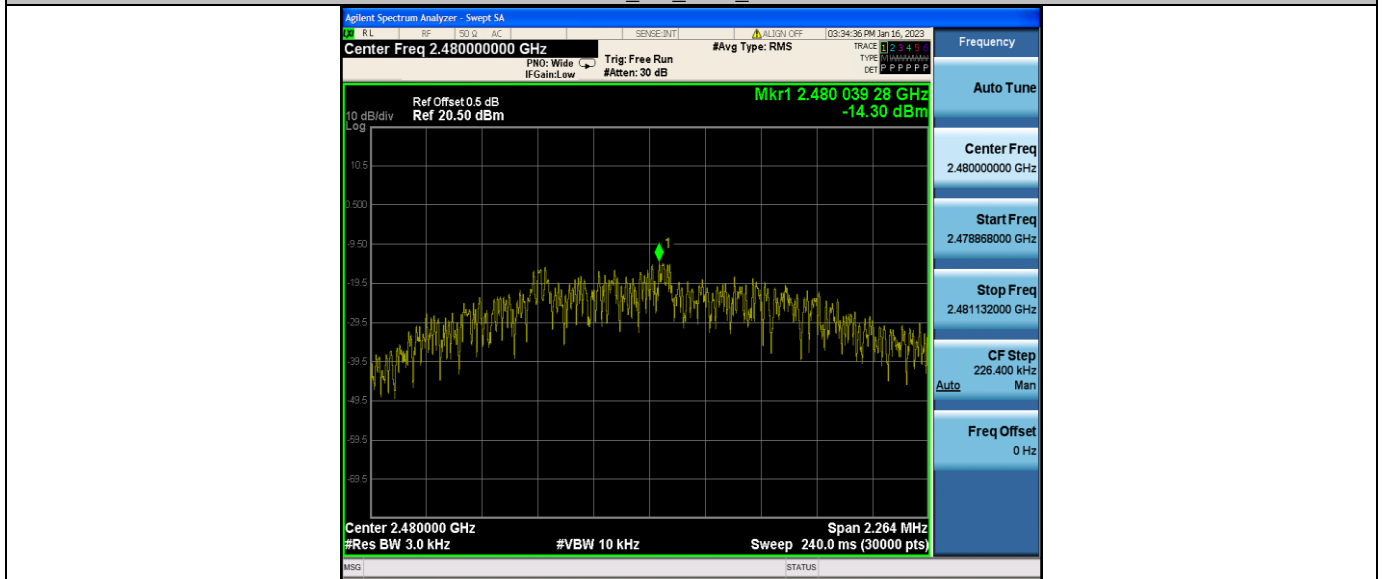 Agilent Spectrum Analyzer - Swept SA
RL RF 50 Ω AC SENSE:INT ALIGN OFF 03:34:36 PM Jan 16, 2023
Center Freq 2.480000000 GHz
PNO: Wide
IFGain:Low
Trig: Free Run
#Atten: 30 dB
#Avg Type: RMS
TRACE 1 2 3 4 5 6
TYPE M
DET P P P P P P
Frequency
Mkr1 2.480 039 28 GHz
-14.30 dBm
Ref Offset 0.5 dB
10 dB/div Ref 20.50 dBm
Log
10.5
0.500
-9.50
-19.5
-29.5
-39.5
-49.5
-59.5
-69.5
1
Center 2.480000 GHz Span 2.264 MHz
#Res BW 3.0 kHz #VBW 10 kHz Sweep 240.0 ms (30000 pts)
Auto Tune
Center Freq
2.480000000 GHz
Start Freq
2.478868000 GHz
Stop Freq
2.481132000 GHz
CF Step
226.400 kHz
Auto Man
Freq Offset
0 Hz
MSG STATUS